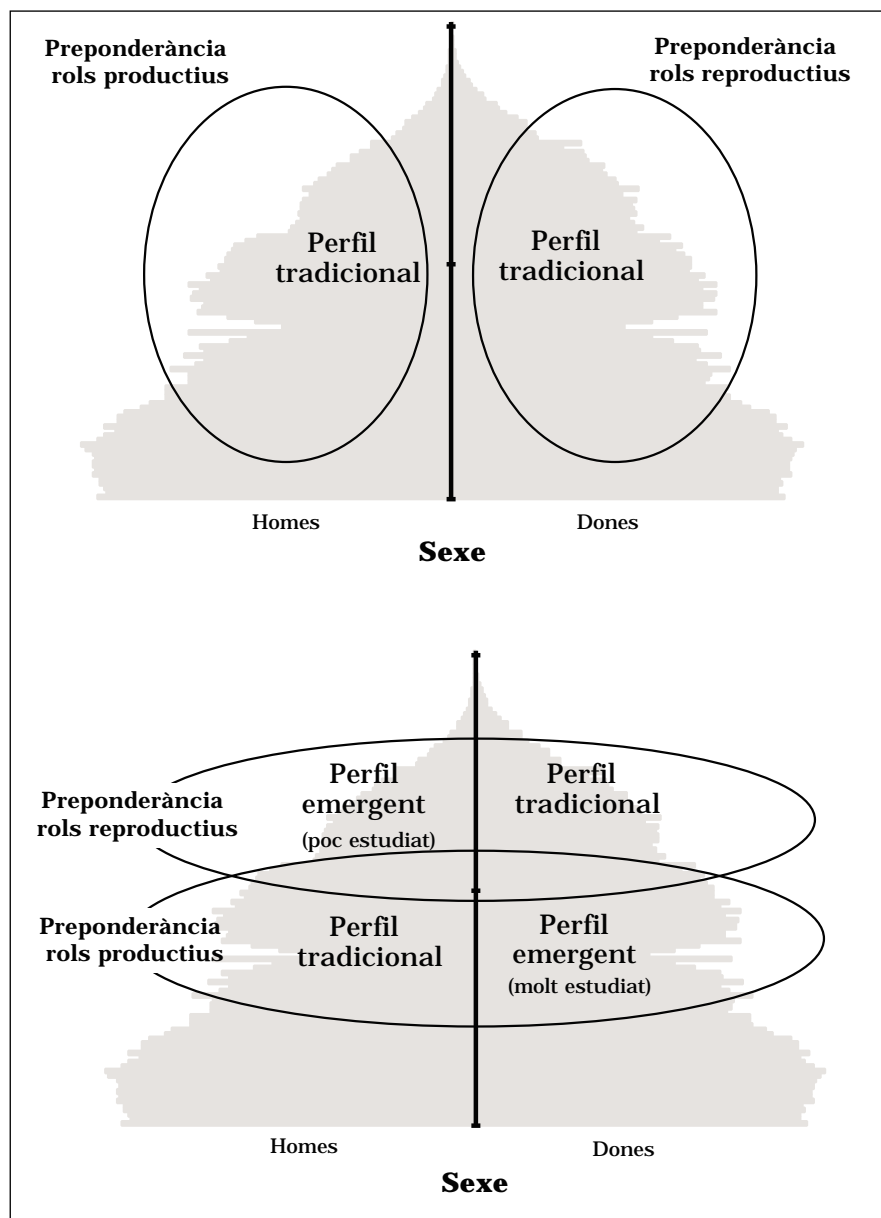 Preponderància
rols productius
Preponderància
rols reproductius
Perfil
tradicional
Perfil
tradicional
Homes
Dones
Sexe
Perfil
emergent
(poc estudiat)
Perfil
tradicional
Preponderància
rols reproductius
Preponderància
rols productius
Perfil
tradicional
Perfil
emergent
(molt estudiat)
Homes
Dones
Sexe